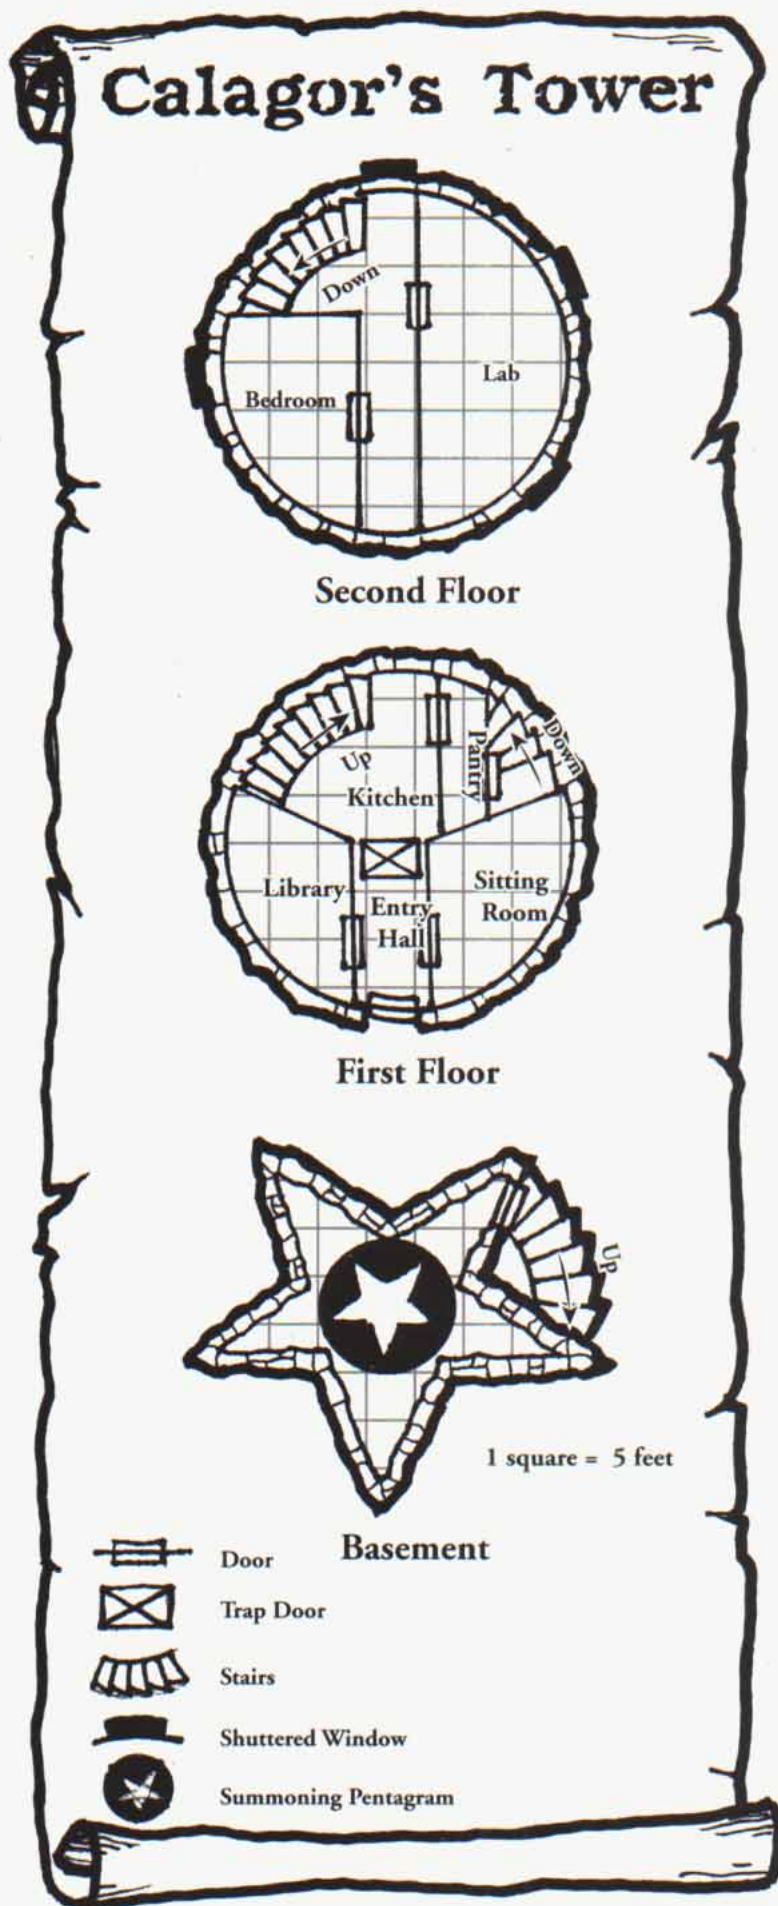 Calagor's Tower
Down
Lab
Bedroom
Second Floor
Up
Down
Pantry
Kitchen
Library
Sitting
Room
Entry
Hall
First Floor
Up
1 square = 5 feet
Basement
Door
Trap Door
Stairs
Shuttered Window
Summoning Pentagram